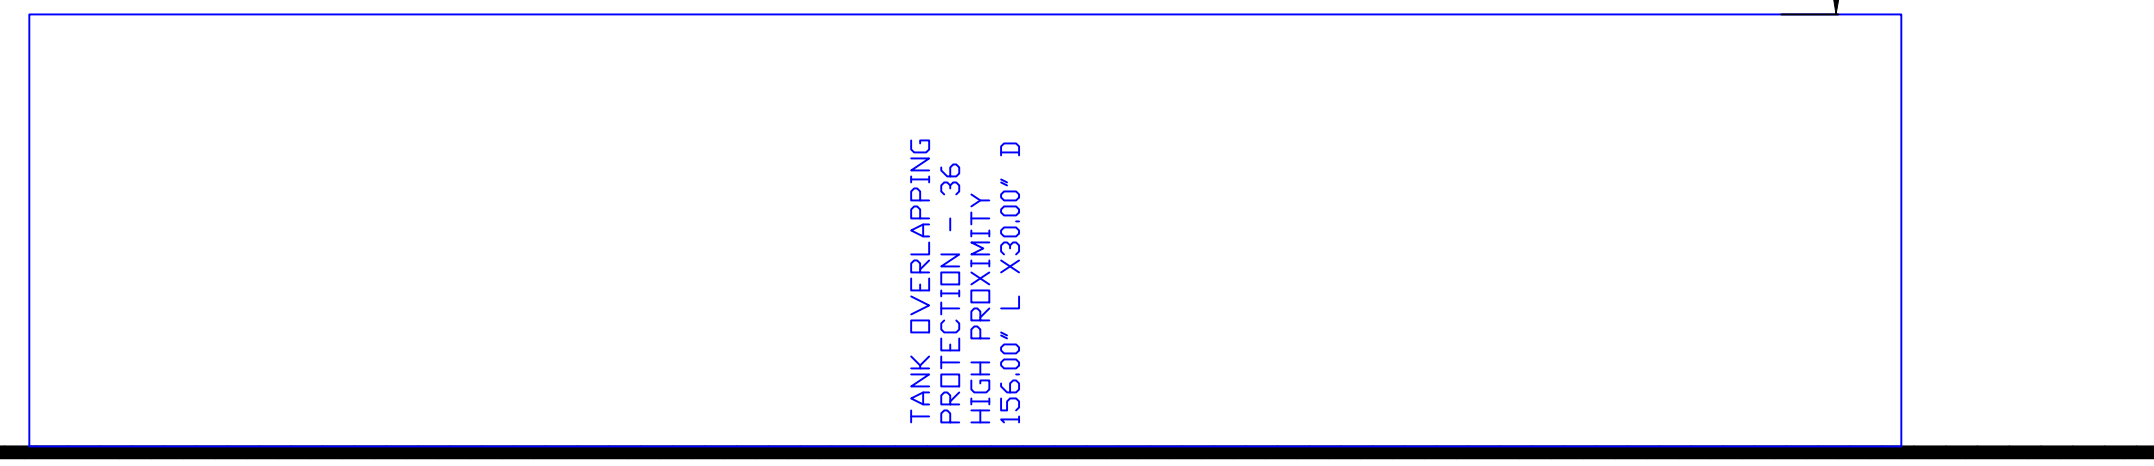 TANK OVERLAPPING
PROTECTION - 36
HIGH PROXIMITY
156.00" L X30.00" D